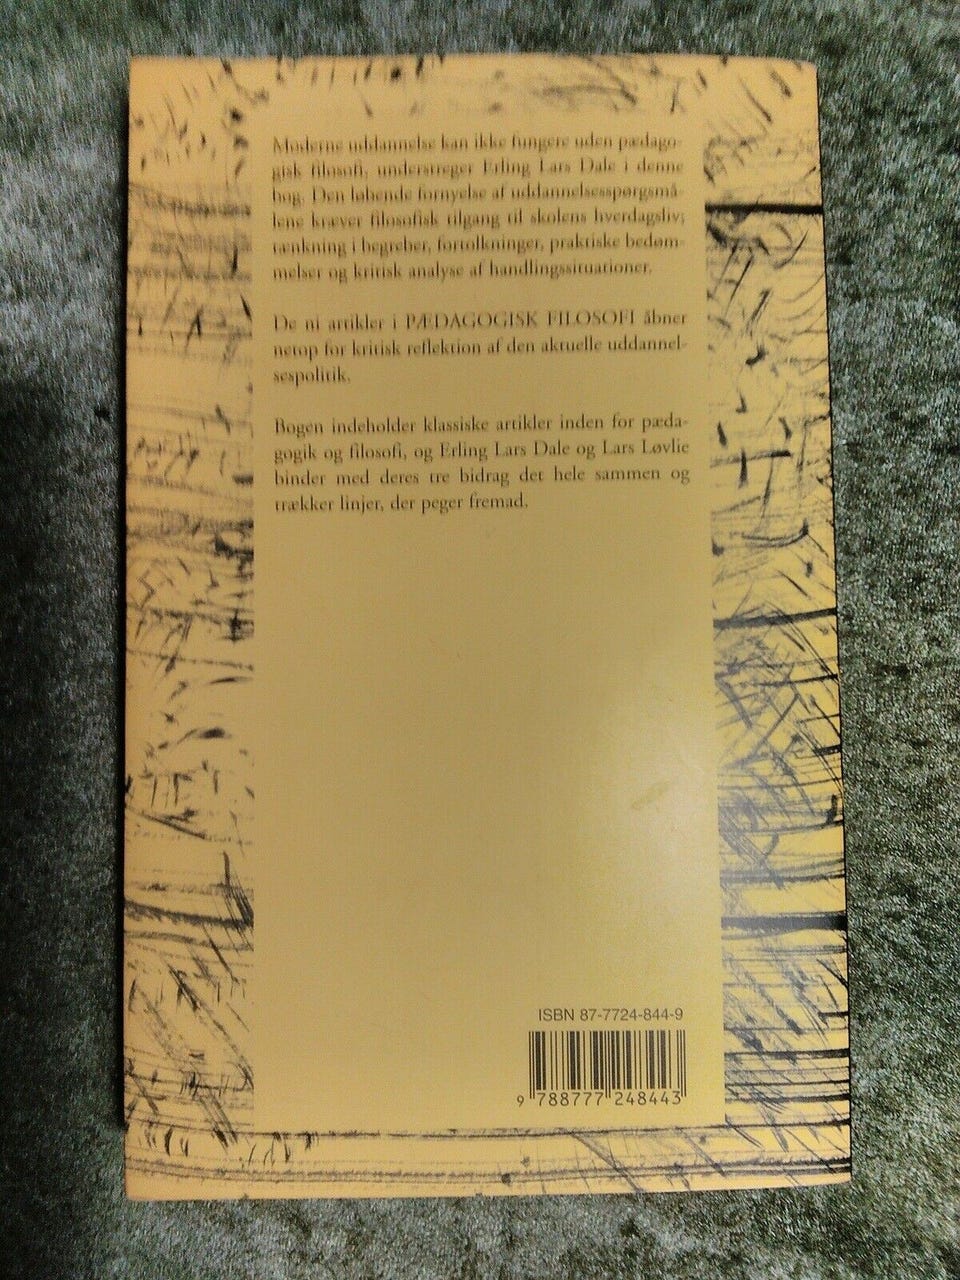 Moderne uddannelse kan ikke fungere uden pædago-
gisk filosofi, understreger Erling Lars Dale i denne
bog. Den løbende fornyelse af uddannelsesspørgsmå-
lene kræver filosofisk tilgang til skolens hverdagsliv;
tænkning i begreber, fortolkninger, praktiske bedøm-
melser og kritisk analyse af handlingssituationer.
De ni artikler i PÆDAGOGISK FILOSOFI åbner
netop for kritisk reflektion af den aktuelle uddannel-
sespolitik.
Bogen indeholder klassiske artikler inden for pæda-
gogik og filosofi, og Erling Lars Dale og Lars Løvlie
binder med deres tre bidrag det hele sammen og
trækker linjer, der peger fremad.
ISBN 87-7724-844-9
9 788777 248443